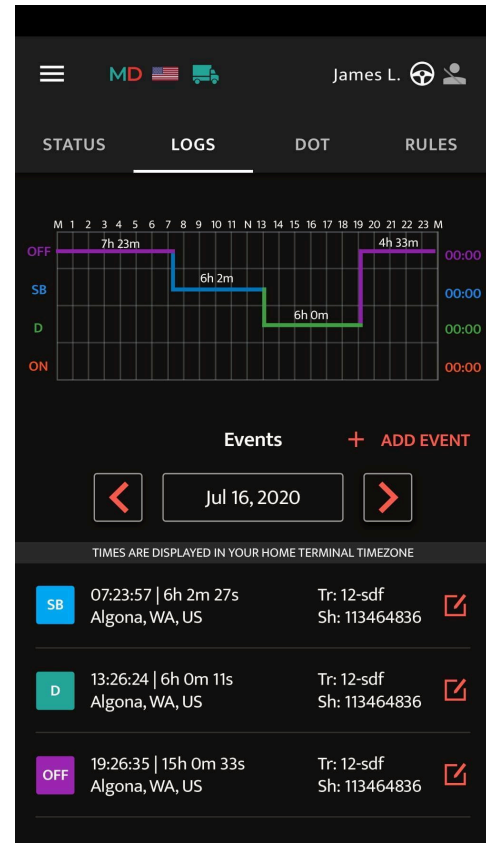 MD James L.
STATUS LOGS DOT RULES
M 1 2 3 4 5 6 7 8 9 10 11 N 13 14 15 16 17 18 19 20 21 22 23 M
OFF 7h 23m 4h 33m 00:00
SB 6h 2m 00:00
D 6h 0m 00:00
ON 00:00
Events + ADD EVENT
Jul 16, 2020
TIMES ARE DISPLAYED IN YOUR HOME TERMINAL TIMEZONE
SB 07:23:57 | 6h 2m 27s Tr: 12-sdf
Algona, WA, US Sh: 113464836
D 13:26:24 | 6h 0m 11s Tr: 12-sdf
Algona, WA, US Sh: 113464836
OFF 19:26:35 | 15h 0m 33s Tr: 12-sdf
Algona, WA, US Sh: 113464836